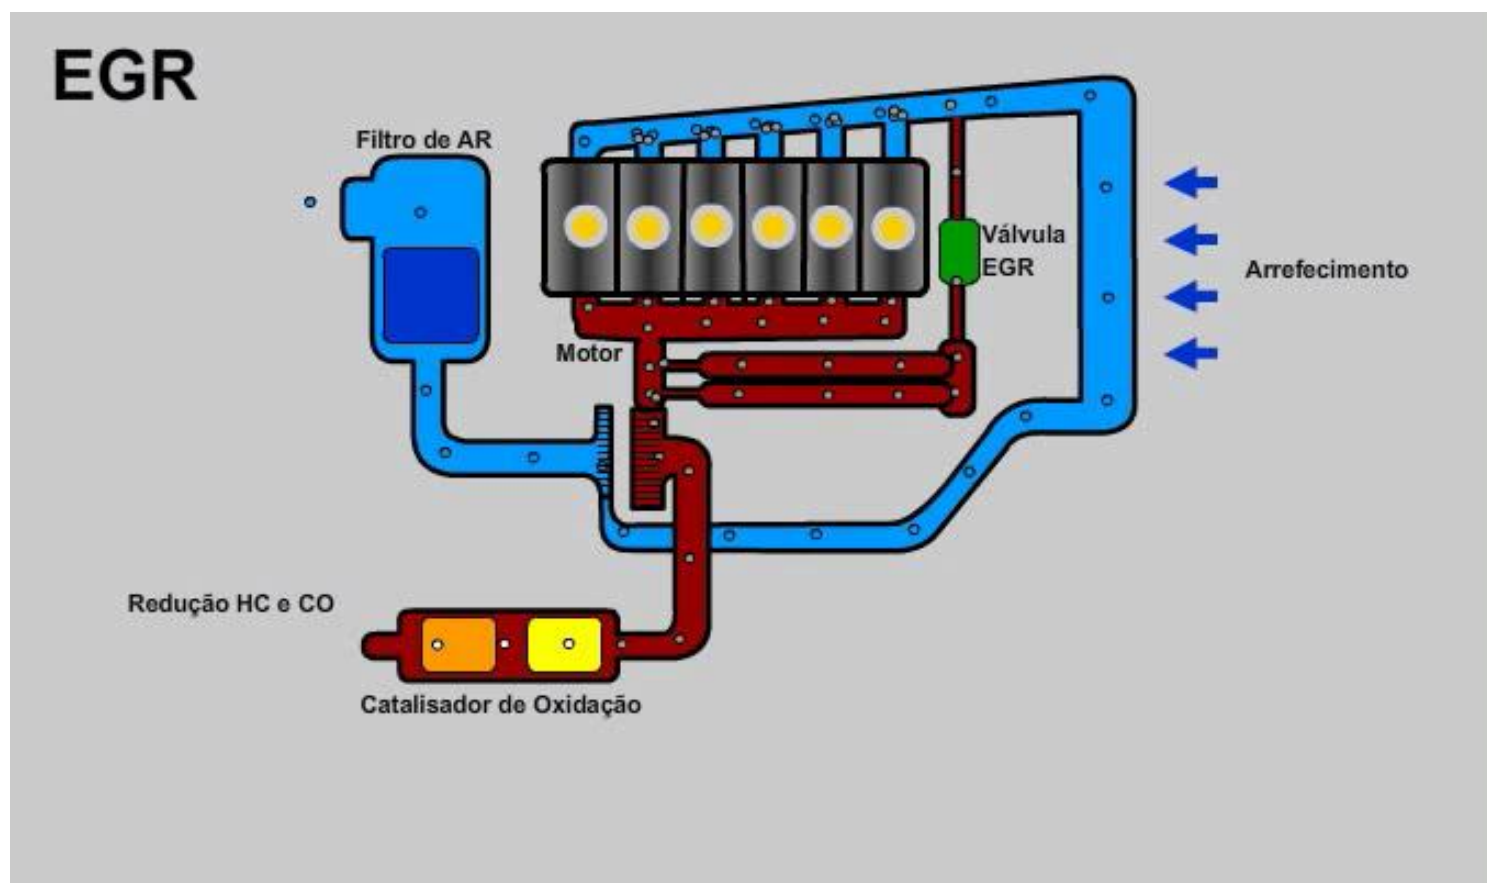 EGR
Filtro de AR
Válvula
EGR
Arrefecimento
Motor
Redução HC e CO
Catalisador de Oxidação